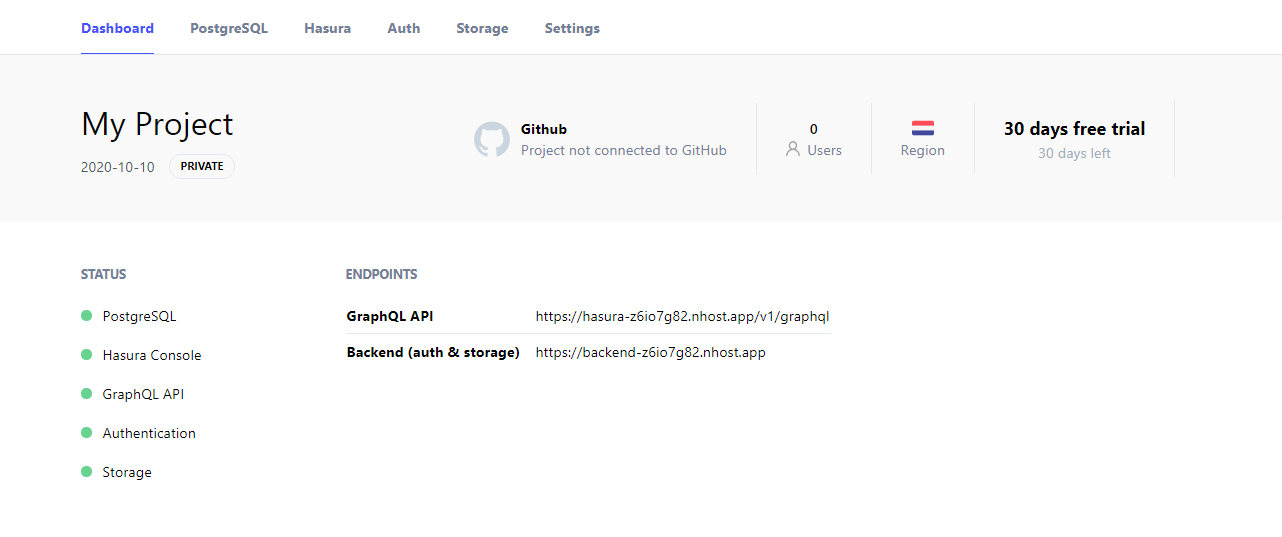 Dashboard PostgreSQL Hasura Auth Storage Settings
My Project
2020-10-10 PRIVATE
Github
Project not connected to GitHub
0
Users
Region
30 days free trial
30 days left
STATUS
PostgreSQL
Hasura Console
GraphQL API
Authentication
Storage
ENDPOINTS
GraphQL API https://hasura-z6io7g82.nhost.app/v1/graphql
Backend (auth & storage) https://backend-z6io7g82.nhost.app